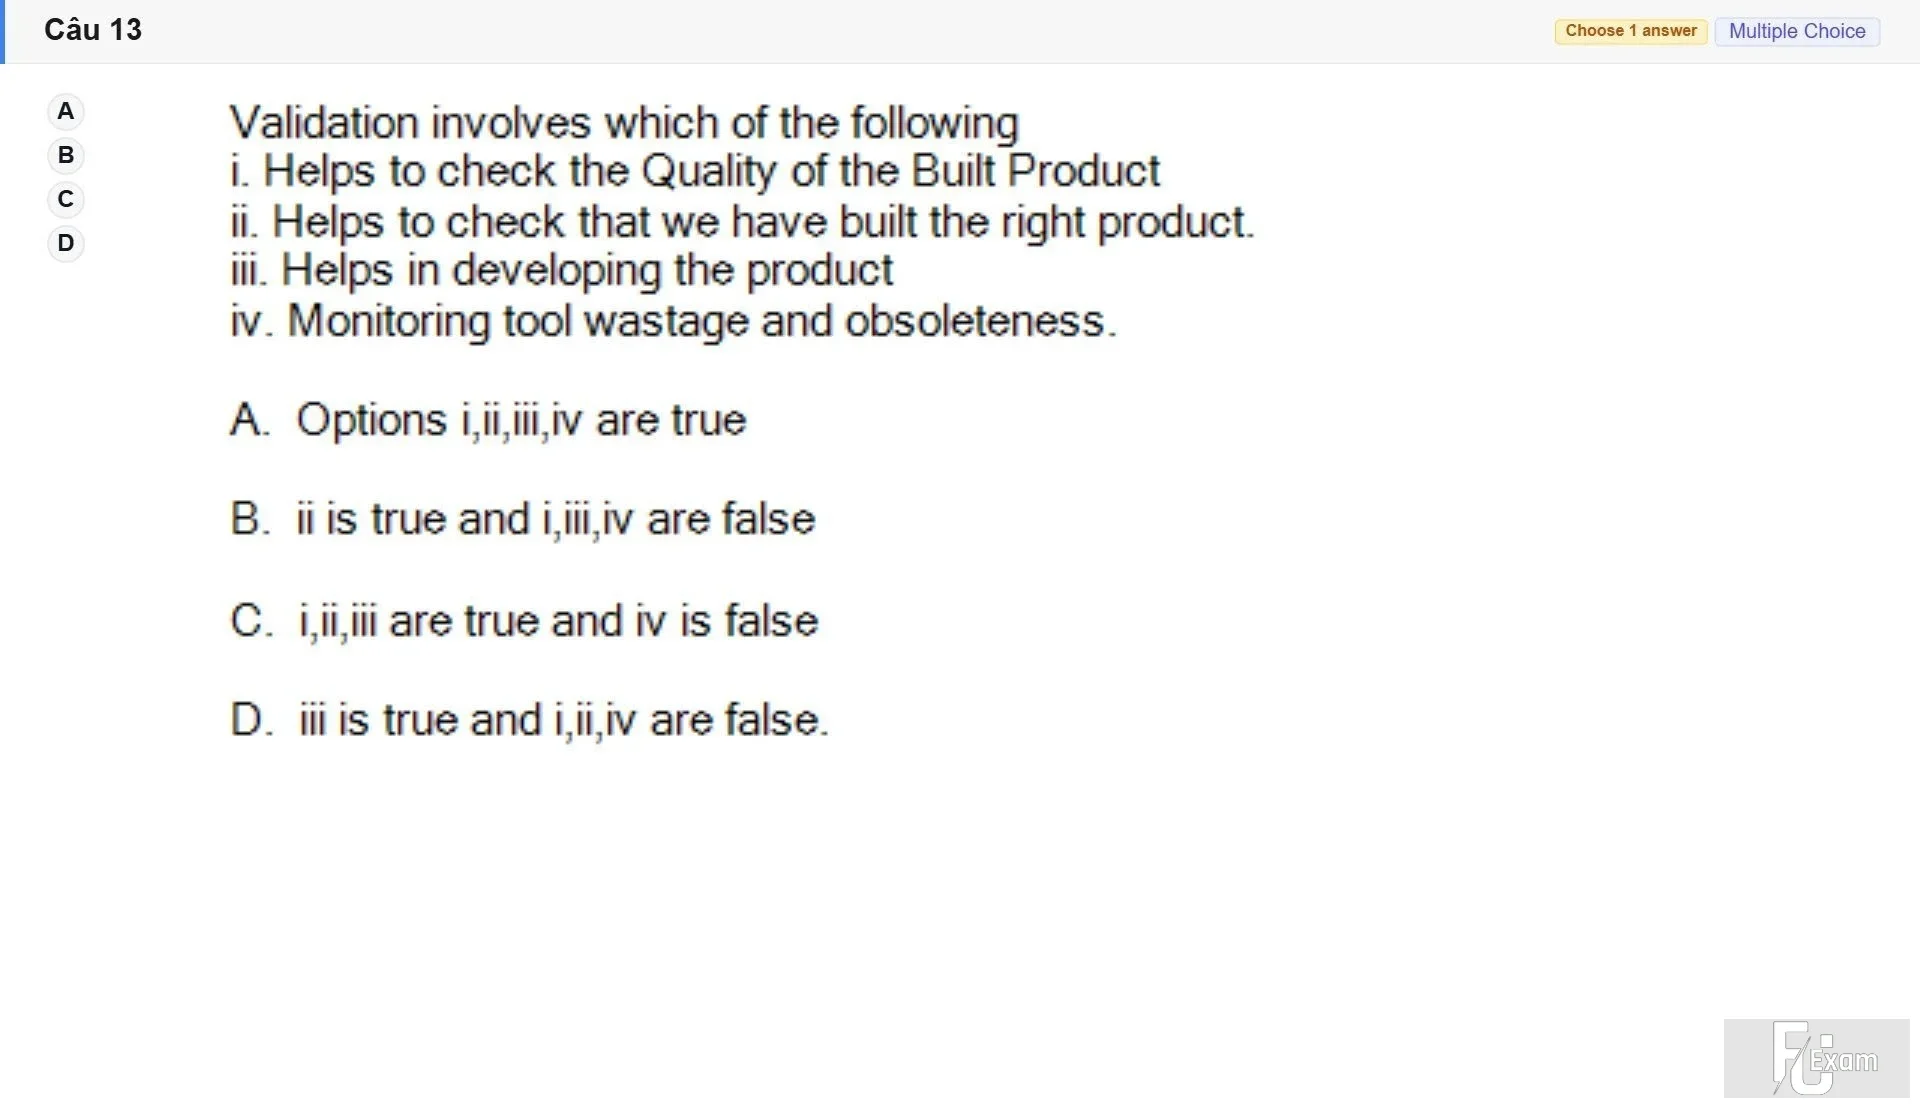 Câu 13
Choose 1 answer
Multiple Choice
A
B
C
D
Validation involves which of the following
i. Helps to check the Quality of the Built Product
ii. Helps to check that we have built the right product.
iii. Helps in developing the product
iv. Monitoring tool wastage and obsoleteness.
A. Options i,ii,iii,iv are true
B. ii is true and i,iii,iv are false
C. i,ii,iii are true and iv is false
D. iii is true and i,ii,iv are false.
Exam